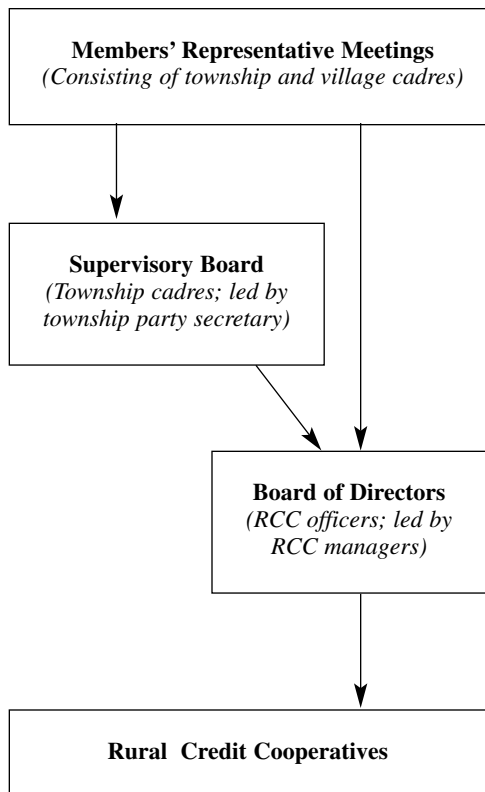 Members’ Representative Meetings
(Consisting of township and village cadres)
Supervisory Board
(Township cadres; led by
township party secretary)
Board of Directors
(RCC officers; led by
RCC managers)
Rural Credit Cooperatives